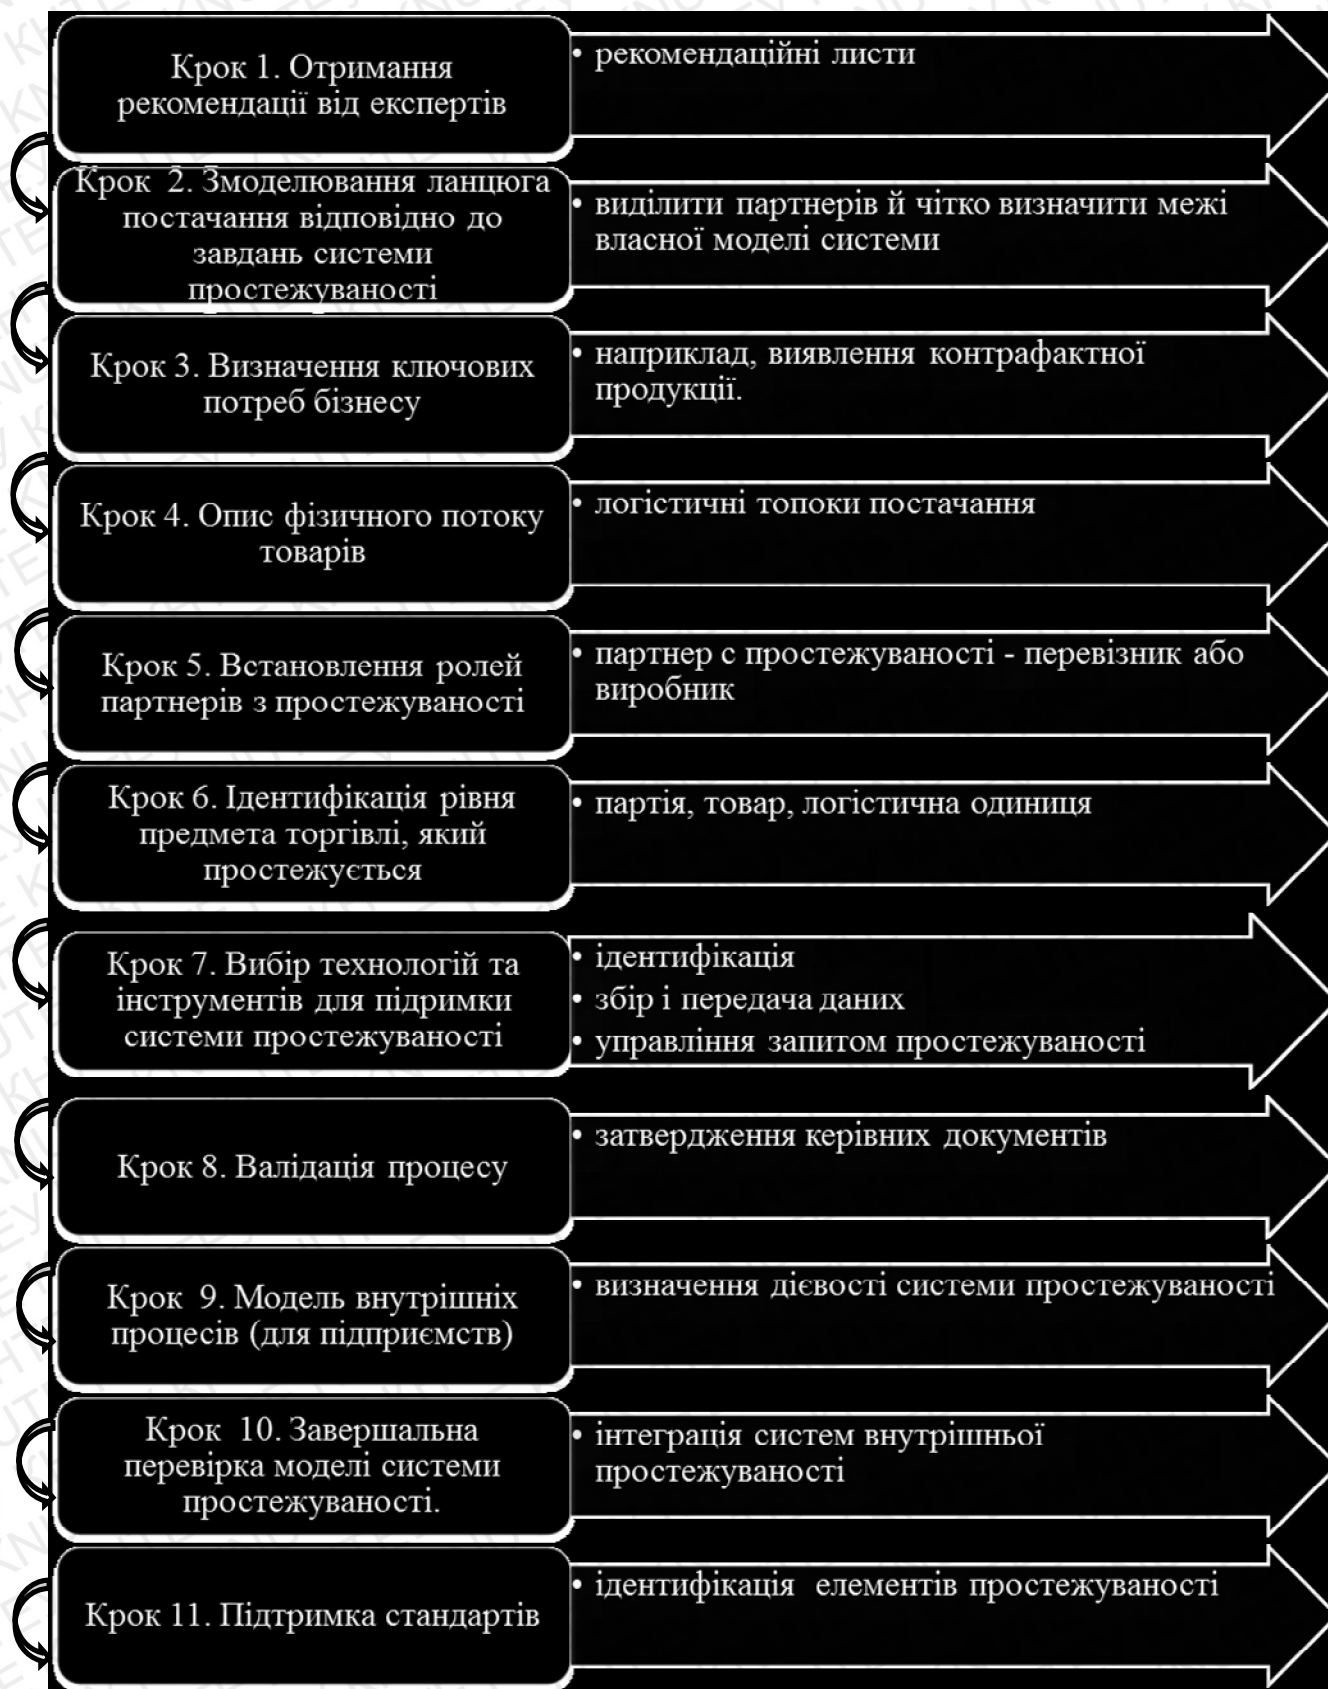 Крок 1. Отримання
рекомендації від експертів
• рекомендаційні листи
Крок 2. Змоделювання ланцюга
постачання відповідно до
завдань системи
простежуваності
• виділити партнерів й чітко визначити межі
власної моделі системи
Крок 3. Визначення ключових
потреб бізнесу
• наприклад, виявлення контрафактної
продукції.
Крок 4. Опис фізичного потоку
товарів
• логістичні топоки постачання
Крок 5. Встановлення ролей
партнерів з простежуваності
• партнер с простежуваності - перевізник або
виробник
Крок 6. Ідентифікація рівня
предмета торгівлі, який
простежується
• партія, товар, логістична одиниця
Крок 7. Вибір технологій та
інструментів для підримки
системи простежуваності
• ідентифікація
• збір і передача даних
• управління запитом простежуваності
Крок 8. Валідація процесу
• затвердження керівних документів
Крок 9. Модель внутрішніх
процесів (для підприємств)
• визначення дієвості системи простежуваності
Крок 10. Завершальна
перевірка моделі системи
простежуваності.
• інтеграція систем внутрішньої
простежуваності
Крок 11. Підтримка стандартів
• ідентифікація елементів простежуваності